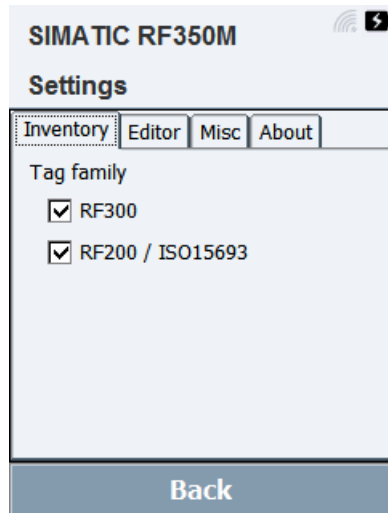 SIMATIC RF350M
Settings
Inventory Editor Misc About
Tag family
RF300
RF200 / ISO15693
Back